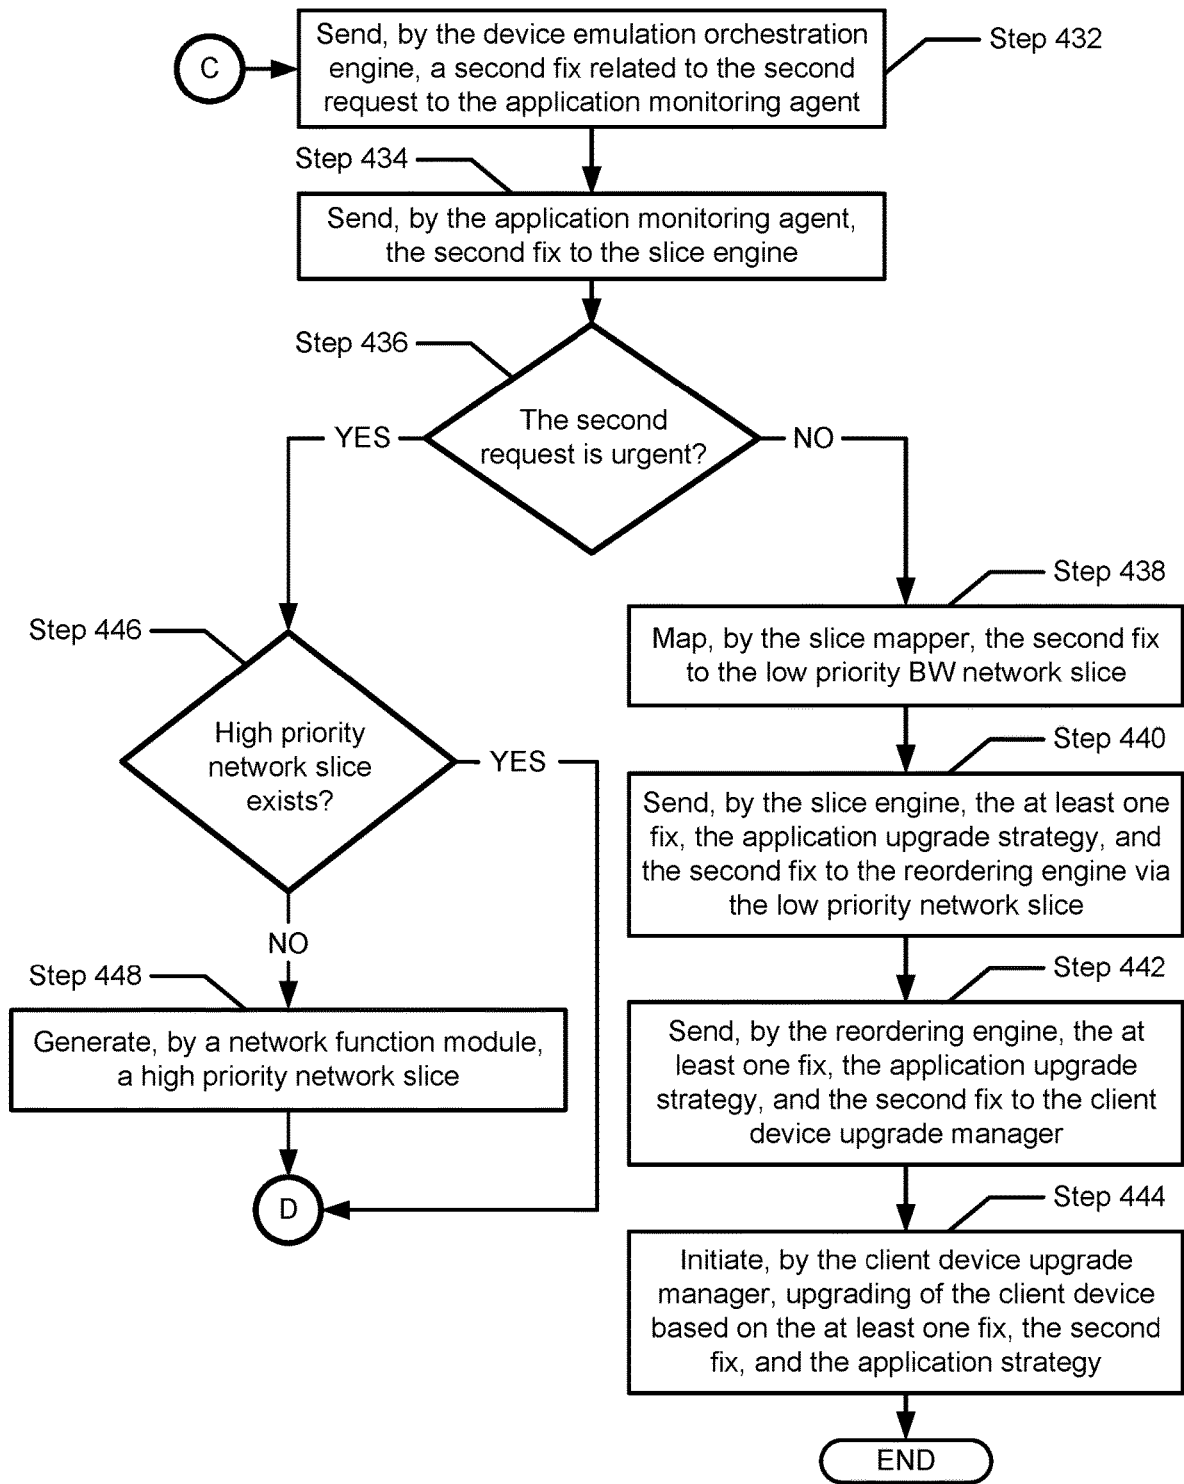 C
Send, by the device emulation orchestration
engine, a second fix related to the second
request to the application monitoring agent
Step 432
Step 434
Send, by the application monitoring agent,
the second fix to the slice engine
Step 436
The second
request is urgent?
YES
NO
Step 438
Map, by the slice mapper, the second fix
to the low priority BW network slice
Step 440
Send, by the slice engine, the at least one
fix, the application upgrade strategy, and
the second fix to the reordering engine via
the low priority network slice
Step 442
Send, by the reordering engine, the at
least one fix, the application upgrade
strategy, and the second fix to the client
device upgrade manager
Step 444
Initiate, by the client device upgrade
manager, upgrading of the client device
based on the at least one fix, the second
fix, and the application strategy
END
Step 446
High priority
network slice
exists?
YES
NO
Step 448
Generate, by a network function module,
a high priority network slice
D